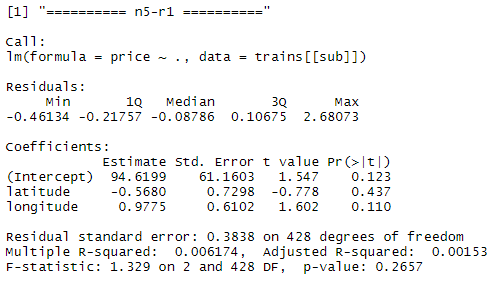 [1] "========== n5-r1 =========="
Call:
lm(formula = price ~ ., data = trains[[sub]])
Residuals:
Min 1Q Median 3Q Max
-0.46134 -0.21757 -0.08786 0.10675 2.68073
Coefficients:
Estimate Std. Error t value Pr(>|t|)
(Intercept) 94.6199 61.1603 1.547 0.123
latitude -0.5680 0.7298 -0.778 0.437
longitude 0.9775 0.6102 1.602 0.110
Residual standard error: 0.3838 on 428 degrees of freedom
Multiple R-squared: 0.006174, Adjusted R-squared: 0.00153
F-statistic: 1.329 on 2 and 428 DF, p-value: 0.2657